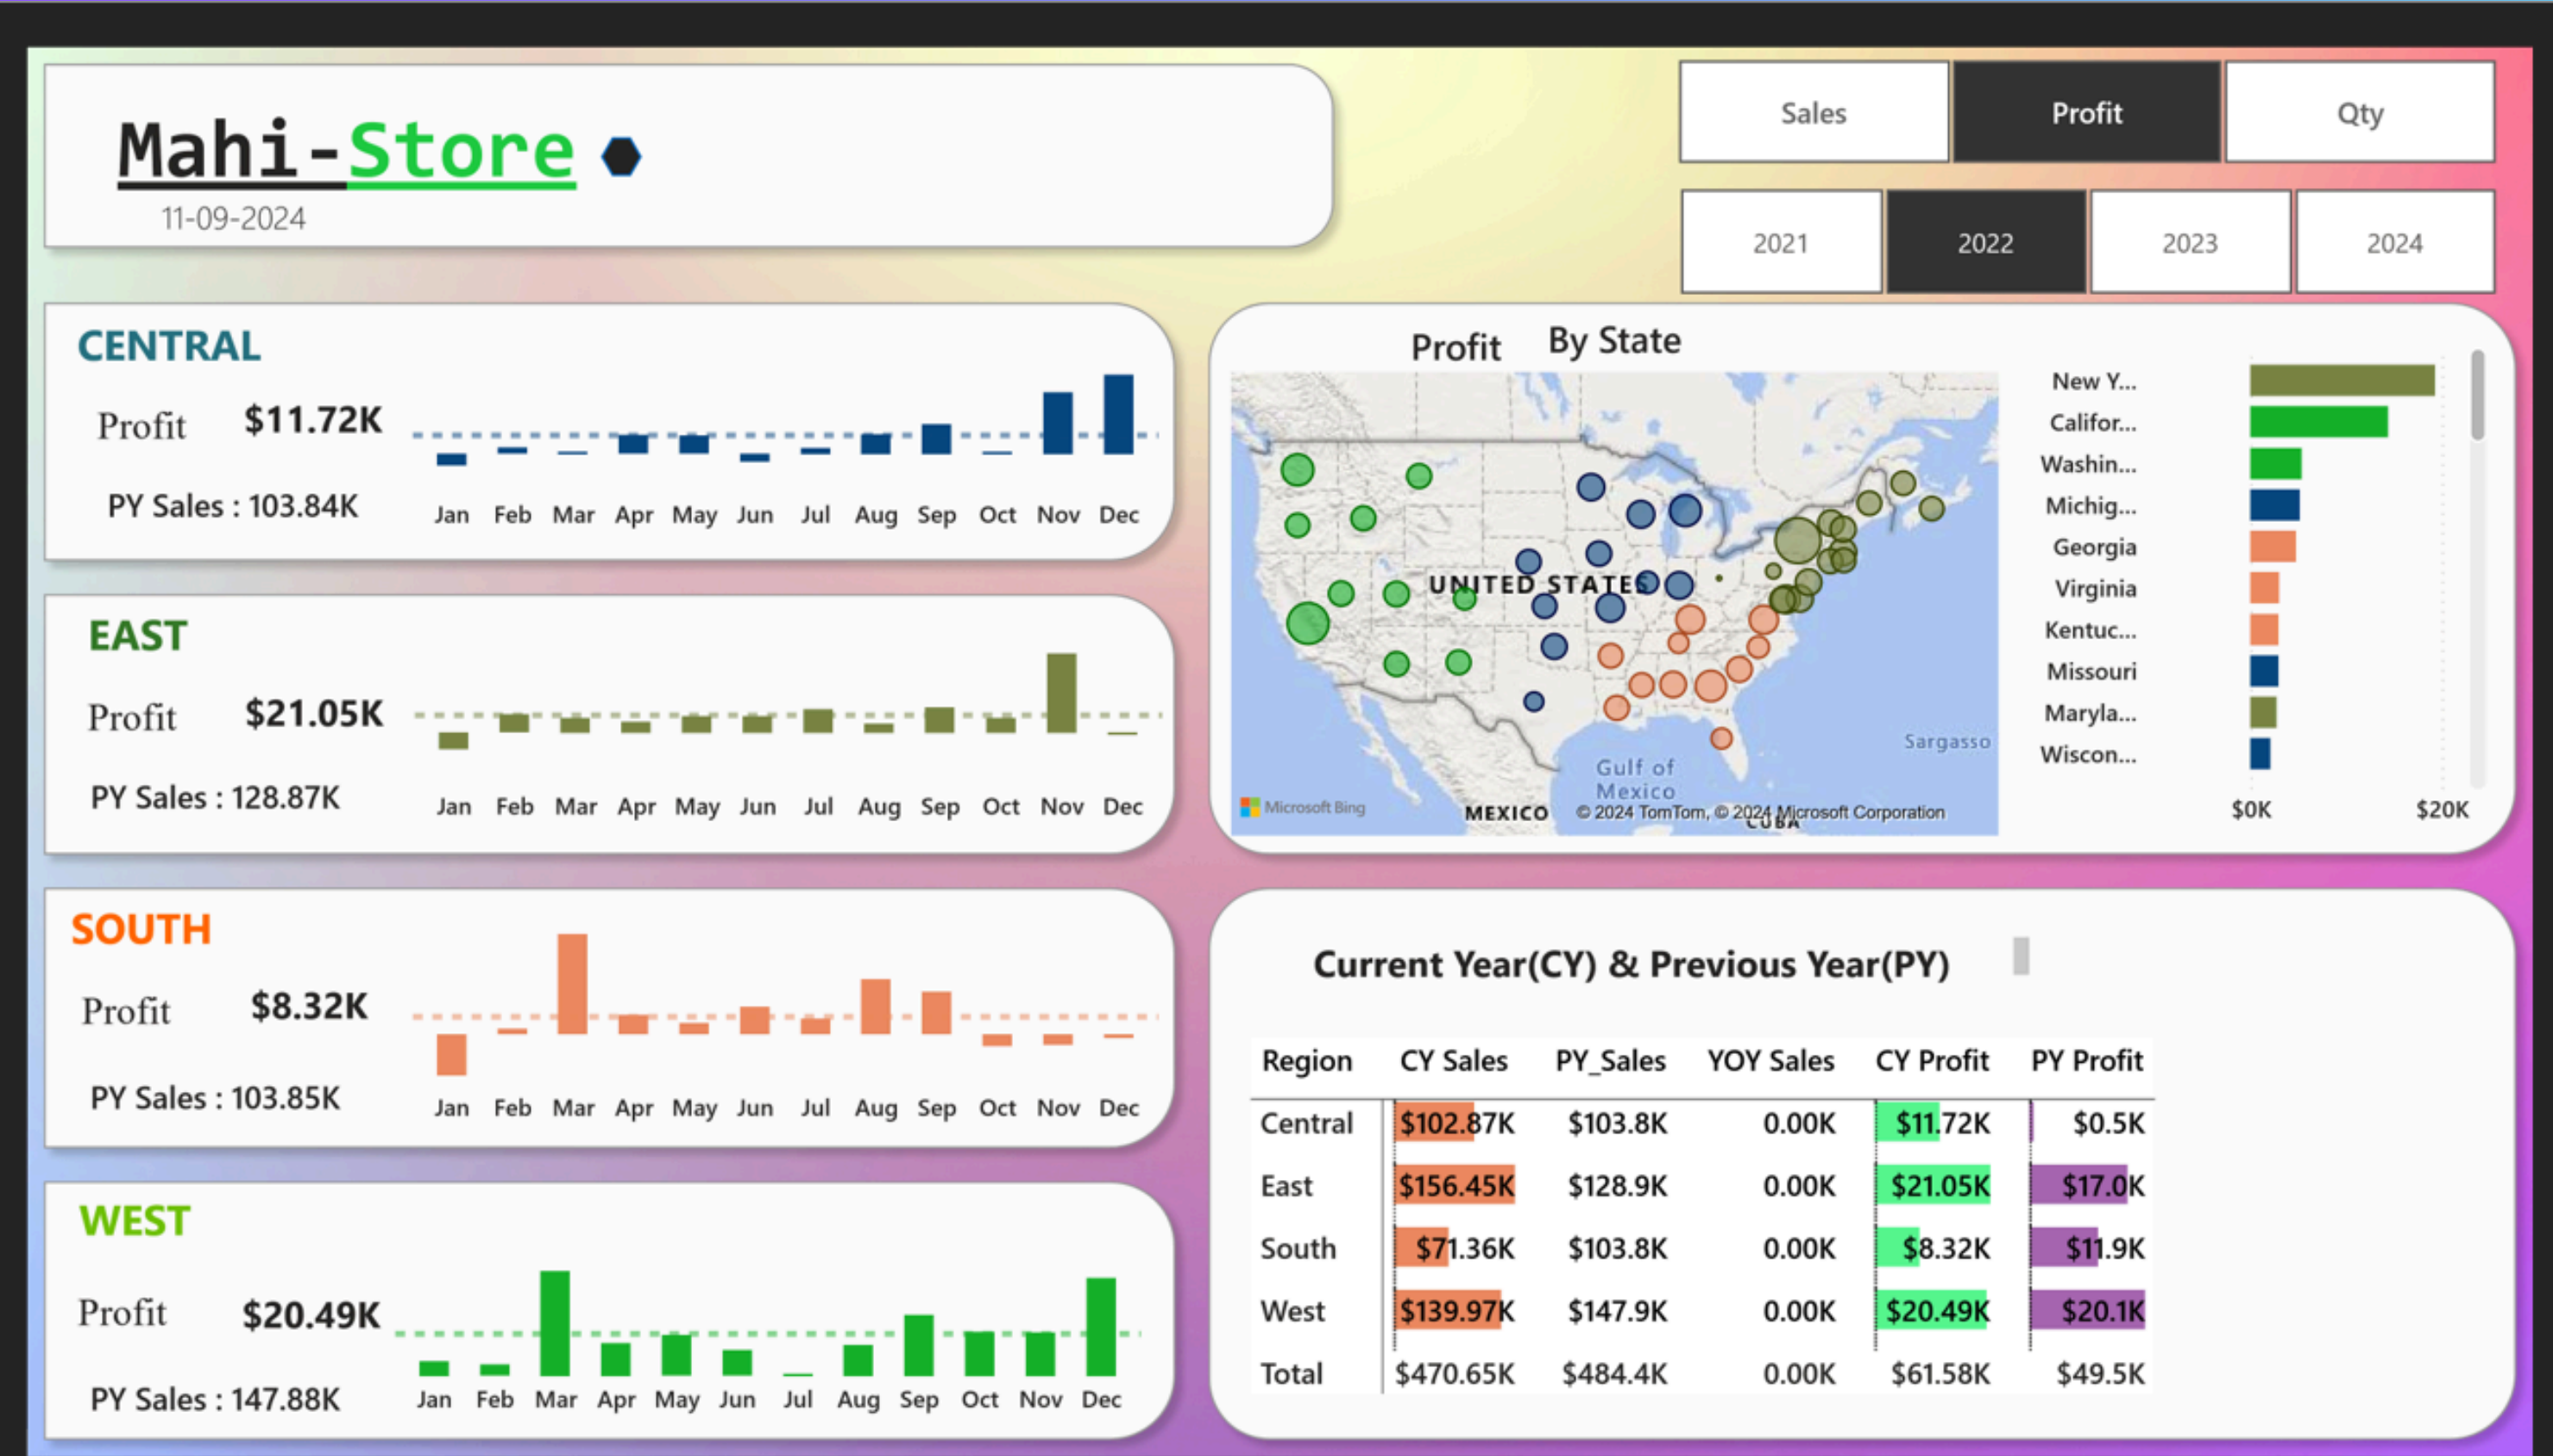 Mahi-Store
11-09-2024
Sales Profit Qty
2021 2022 2023 2024
CENTRAL
Profit $11.72K
PY Sales : 103.84K
Jan Feb Mar Apr May Jun Jul Aug Sep Oct Nov Dec
EAST
Profit $21.05K
PY Sales : 128.87K
Jan Feb Mar Apr May Jun Jul Aug Sep Oct Nov Dec
SOUTH
Profit $8.32K
PY Sales : 103.85K
Jan Feb Mar Apr May Jun Jul Aug Sep Oct Nov Dec
WEST
Profit $20.49K
PY Sales : 147.88K
Jan Feb Mar Apr May Jun Jul Aug Sep Oct Nov Dec
Profit By State
UNITED STATES
Sargasso
Gulf of
Mexico
Microsoft Bing
MEXICO
© 2024 TomTom, © 2024 Microsoft Corporation
CUBA
New Y...
Califor...
Washin...
Michig...
Georgia
Virginia
Kentuc...
Missouri
Maryla...
Wiscon...
$0K $20K
Current Year(CY) & Previous Year(PY)
Region CY Sales PY_Sales YOY Sales CY Profit PY Profit
Central $102.87K $103.8K 0.00K $11.72K $0.5K
East $156.45K $128.9K 0.00K $21.05K $17.0K
South $71.36K $103.8K 0.00K $8.32K $11.9K
West $139.97K $147.9K 0.00K $20.49K $20.1K
Total $470.65K $484.4K 0.00K $61.58K $49.5K